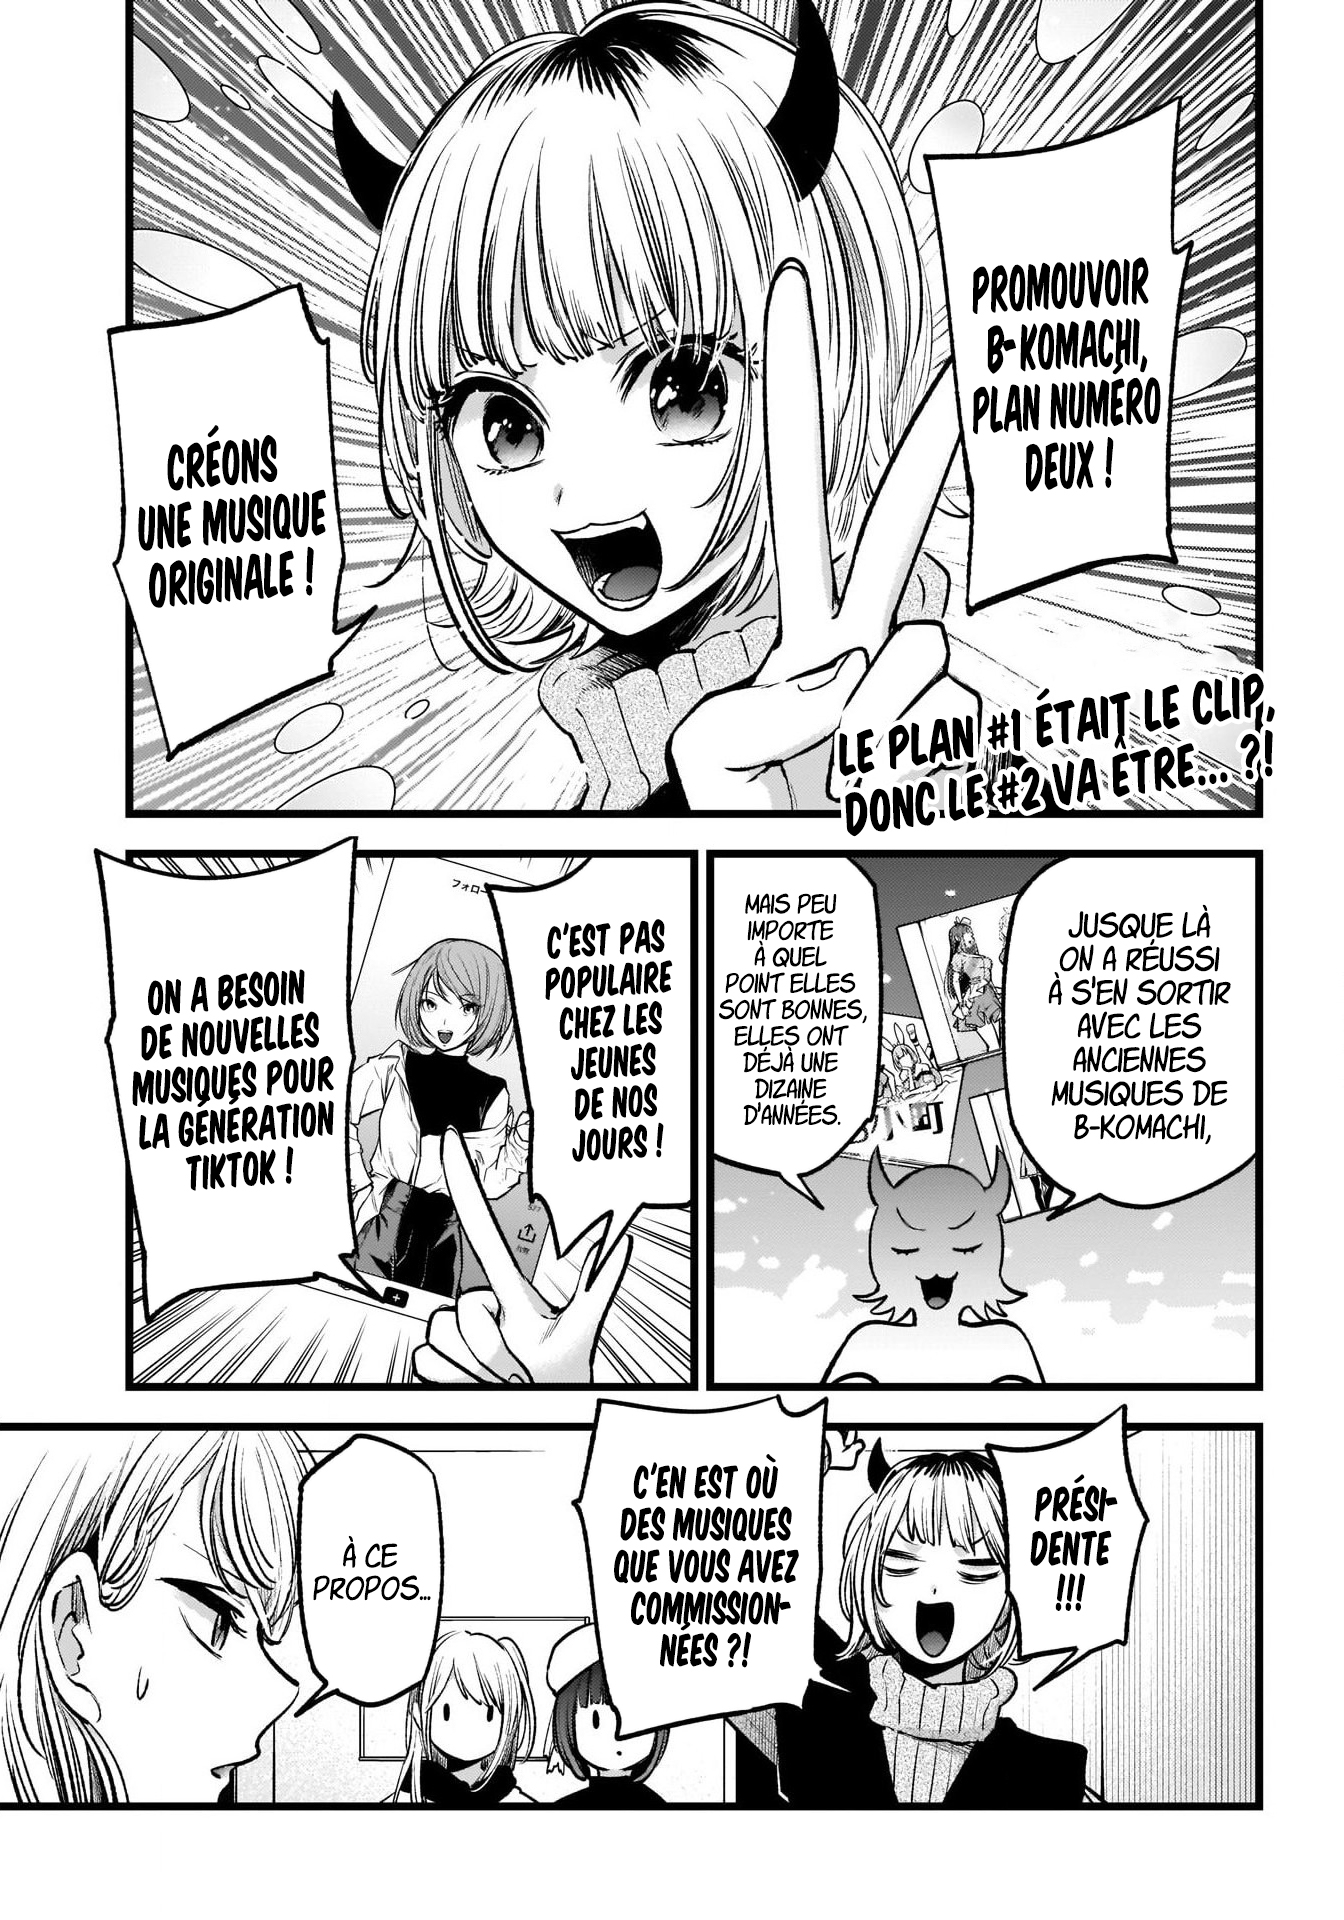 PROMOUVOIR
B-KOMACHI,
PLAN NUMÉRO
DEUX !
CRÉONS
UNE MUSIQUE
ORIGINALE !
LE PLAN #1 ÉTAIT LE CLIP,
DONC LE #2 VA ÊTRE... ?!
JUSQUE LÀ
ON A RÉUSSI
À S'EN SORTIR
AVEC LES
ANCIENNES
MUSIQUES DE
B-KOMACHI,
MAIS PEU
IMPORTE
À QUEL
POINT ELLES
SONT BONNES,
ELLES ONT
DÉJÀ UNE
DIZAINE
D'ANNÉES.
C'EST PAS
POPULAIRE
CHEZ LES
JEUNES
DE NOS
JOURS !
フォロー
ON A BESOIN
DE NOUVELLES
MUSIQUES POUR
LA GÉNÉRATION
TIKTOK !
PRÉSI-
DENTE
!!!
C'EN EST OÙ
DES MUSIQUES
QUE VOUS AVEZ
COMMISSION-
NÉES ?!
À CE
PROPOS...